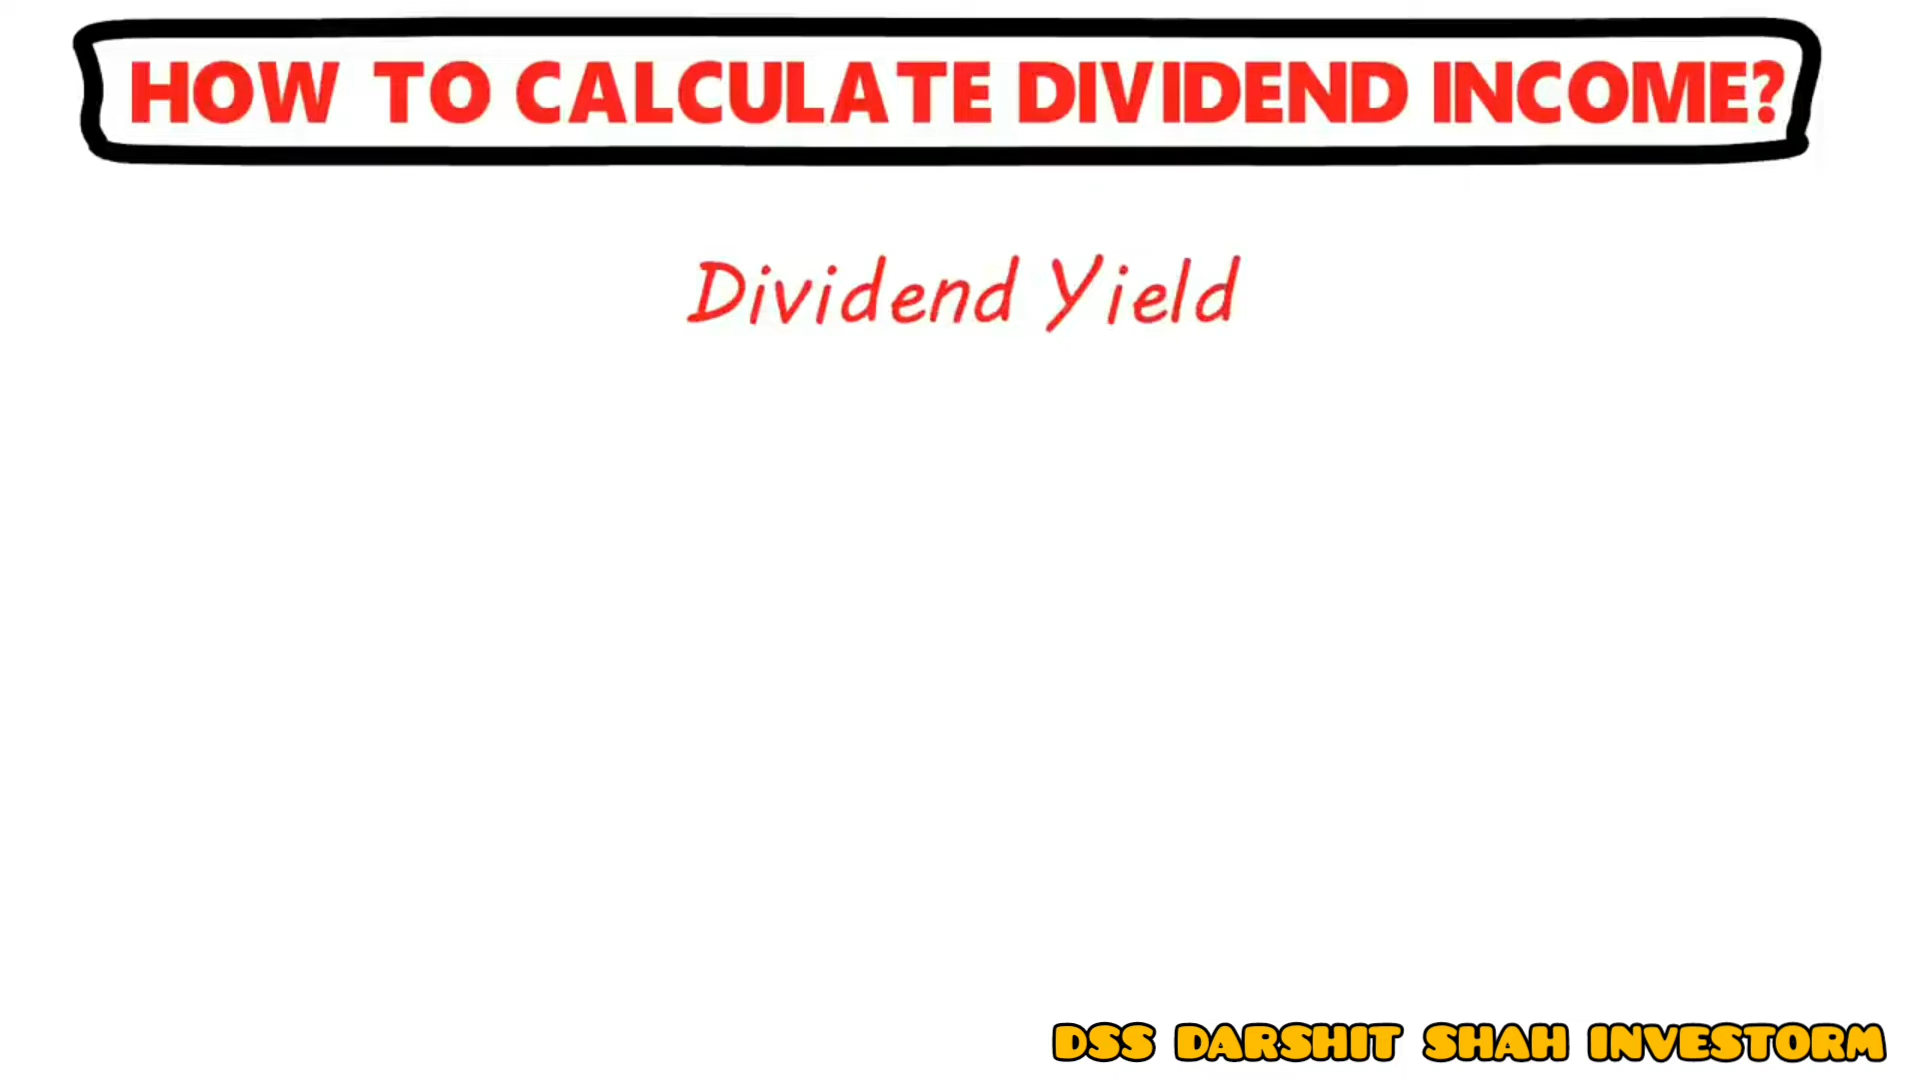 HOW TO CALCULATE DIVIDEND INCOME?
Dividend Yield
DSS DARSHIT SHAH INVESTORM